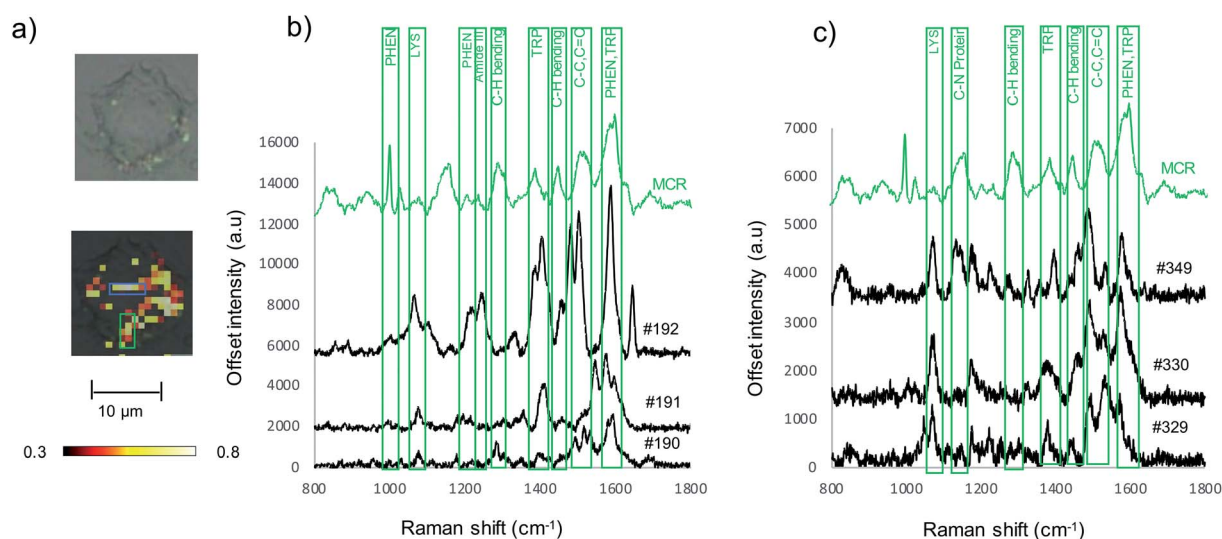 a)
10 μm
0.3
0.8
b)
PHEN
LYS
PHEN
Amide III
C-H bending
TRP
C-H bending
C-C,C=C
PHEN,TRP
Offset intensity (a.u)
16000
14000
12000
10000
8000
6000
4000
2000
0
MCR
#192
#191
#190
800
1000
1200
1400
1600
1800
Raman shift (cm-1)
c)
LYS
C-N Protein
C-H bending
TRP
C-H bending
C-C,C=C
PHEN,TRP
Offset intensity (a.u)
7000
6000
5000
4000
3000
2000
1000
0
MCR
#349
#330
#329
800
1000
1200
1400
1600
1800
Raman shift (cm-1)